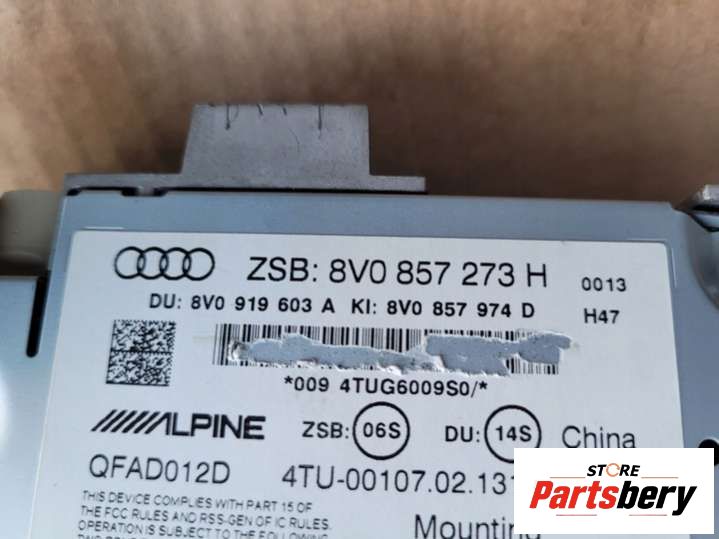 ZSB: 8V0 857 273 H 0013
DU: 8V0 919 603 A KI: 8V0 857 974 D H47
*009 4TUG6009S0/*
ALPINE ZSB: 06S DU: 14S China
QFAD012D 4TU-00107.02.131
THIS DEVICE COMPLIES WITH PART 15 OF
THE FCC RULES AND RSS-GEN OF IC RULES.
OPERATION IS SUBJECT TO THE FOLLOWING
Mounting
STORE
Partsbery